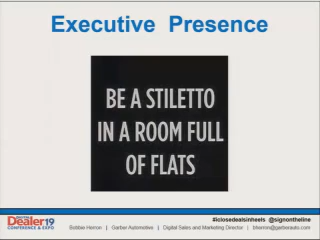 Executive Presence
BE A STILETTO
IN A ROOM FULL
OF FLATS
#iclosedealsinheels @signontheline
Dealer19
CONFERENCE & EXPO
Bobbie Herron | Garber Automotive | Digital Sales and Marketing Director | bherron@garberauto.com